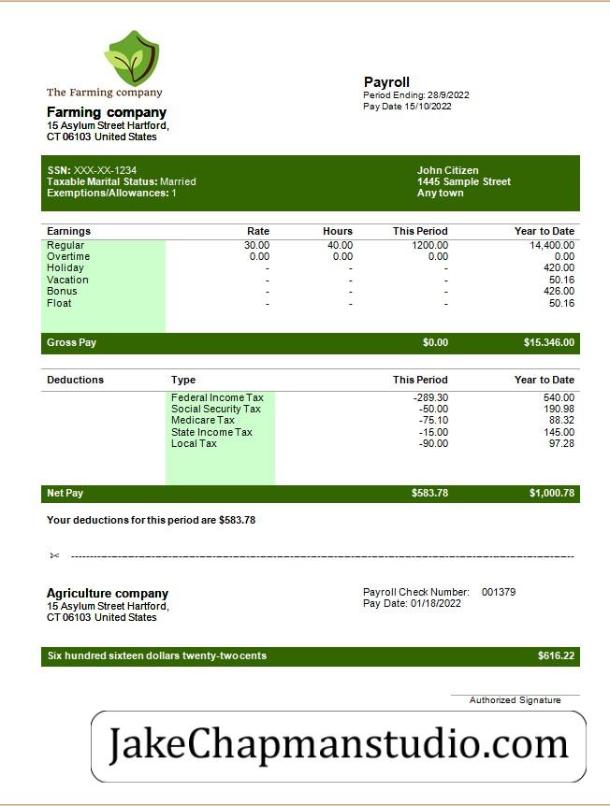 The Farming company
Farming company
15 Asylum Street Hartford,
CT 06103 United States
Payroll
Period Ending: 28/9/2022
Pay Date 15/10/2022
SSN: XXX-XX-1234
Taxable Marital Status: Married
Exemptions/Allowances: 1
John Citizen
1445 Sample Street
Any town
Earnings Rate Hours This Period Year to Date
Regular 30.00 40.00 1200.00 14,400.00
Overtime 0.00 0.00 0.00 0.00
Holiday - - - 420.00
Vacation - - - 50.16
Bonus - - - 426.00
Float - - - 50.16
Gross Pay $0.00 $15.346.00
Deductions Type This Period Year to Date
Federal Income Tax -289.30 540.00
Social Security Tax -50.00 190.98
Medicare Tax -75.10 88.32
State Income Tax -15.00 145.00
Local Tax -90.00 97.28
Net Pay $583.78 $1,000.78
Your deductions for this period are $583.78
Agriculture company
15 Asylum Street Hartford,
CT 06103 United States
Payroll Check Number: 001379
Pay Date: 01/18/2022
Six hundred sixteen dollars twenty-two cents $616.22
Authorized Signature
JakeChapmanstudio.com